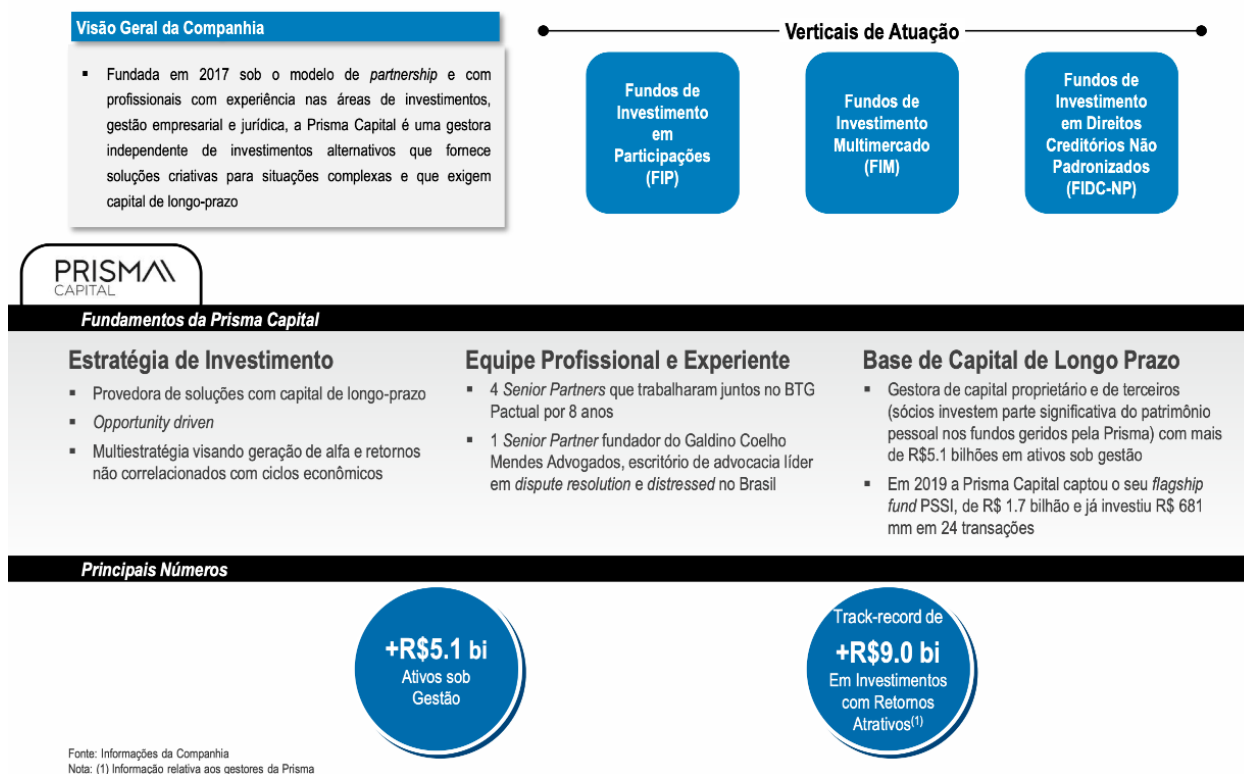 Visão Geral da Companhia
▪ Fundada em 2017 sob o modelo de partnership e com
profissionais com experiência nas áreas de investimentos,
gestão empresarial e jurídica, a Prisma Capital é uma gestora
independente de investimentos alternativos que fornece
soluções criativas para situações complexas e que exigem
capital de longo-prazo
Verticais de Atuação
Fundos de
Investimento
em
Participações
(FIP)
Fundos de
Investimento
Multimercado
(FIM)
Fundos de
Investimento
em Direitos
Creditórios Não
Padronizados
(FIDC-NP)
PRISMA
CAPITAL
Fundamentos da Prisma Capital
Estratégia de Investimento
▪ Provedora de soluções com capital de longo-prazo
▪ Opportunity driven
▪ Multiestratégia visando geração de alfa e retornos
não correlacionados com ciclos econômicos
Equipe Profissional e Experiente
▪ 4 Senior Partners que trabalharam juntos no BTG
Pactual por 8 anos
▪ 1 Senior Partner fundador do Galdino Coelho
Mendes Advogados, escritório de advocacia líder
em dispute resolution e distressed no Brasil
Base de Capital de Longo Prazo
▪ Gestora de capital proprietário e de terceiros
(sócios investem parte significativa do patrimônio
pessoal nos fundos geridos pela Prisma) com mais
de R$5.1 bilhões em ativos sob gestão
▪ Em 2019 a Prisma Capital captou o seu flagship
fund PSSI, de R$ 1.7 bilhão e já investiu R$ 681
mm em 24 transações
Principais Números
+R$5.1 bi
Ativos sob
Gestão
Track-record de
+R$9.0 bi
Em Investimentos
com Retornos
Atrativos(1)
Fonte: Informações da Companhia
Nota: (1) Informação relativa aos gestores da Prisma